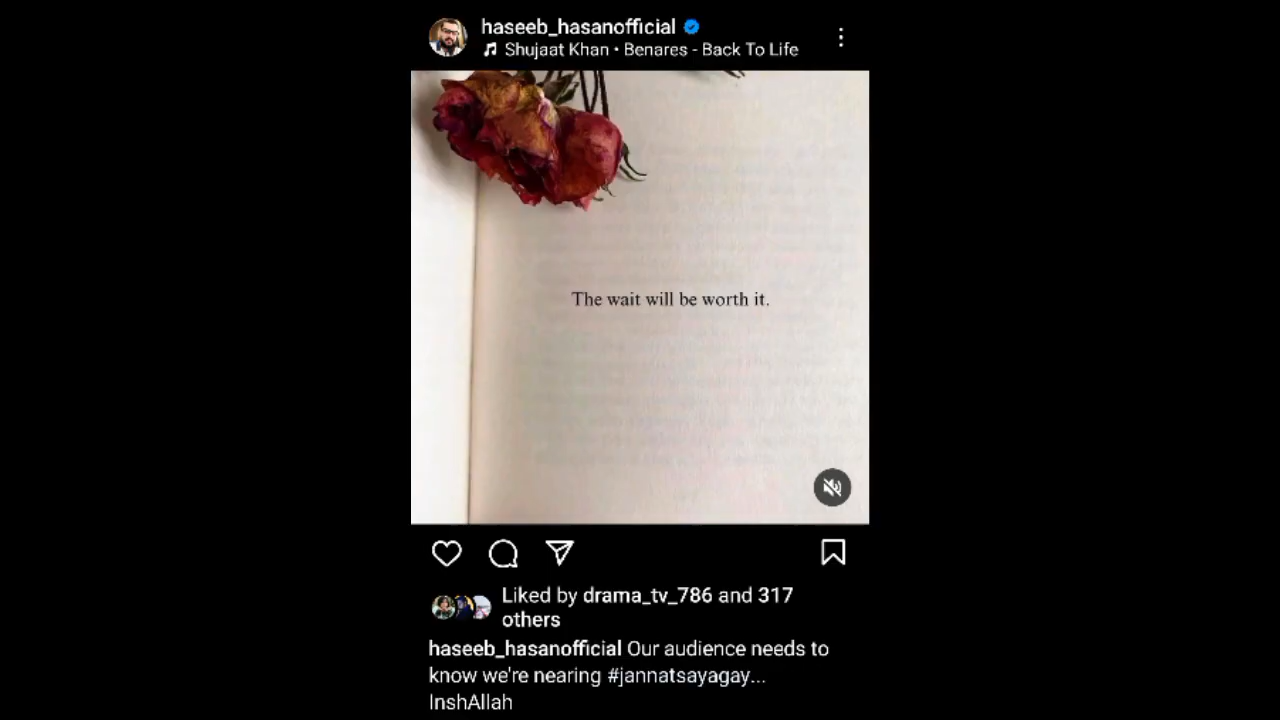 haseeb_hasanofficial
Shujaat Khan • Benares - Back To Life
The wait will be worth it.
Liked by drama_tv_786 and 317
others
haseeb_hasanofficial Our audience needs to
know we're nearing #jannatsayagay...
InshAllah